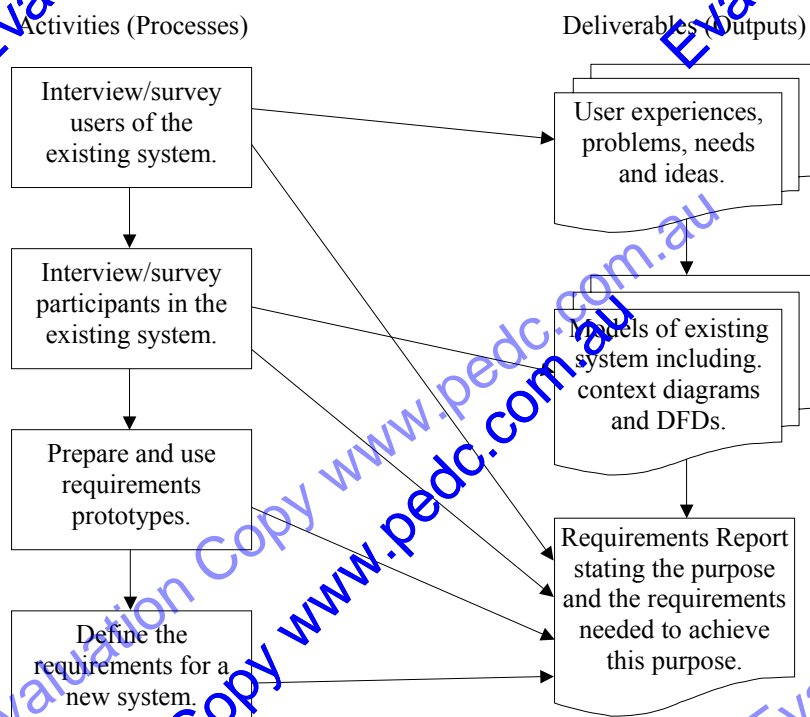 Activities (Processes)
Deliverables (Outputs)
Interview/survey
users of the
existing system.
User experiences,
problems, needs
and ideas.
Interview/survey
participants in the
existing system.
Models of existing
system including.
context diagrams
and DFDs.
Prepare and use
requirements
prototypes.
Requirements Report
stating the purpose
and the requirements
needed to achieve
this purpose.
Define the
requirements for a
new system.
Evaluation Copy www.pedc.com.au
Copy www.pedc.com.au